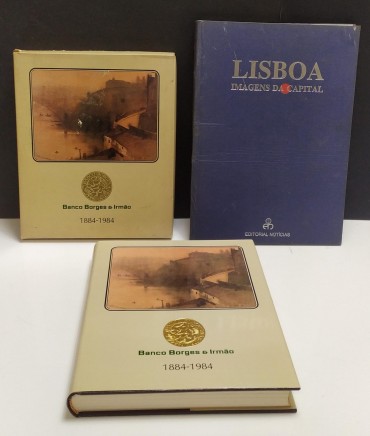 Banco Borges e Irmão
1884-1984
LISBOA
IMAGENS DA CAPITAL
EDITORIAL NOTÍCIAS
Banco Borges e Irmão
1884-1984